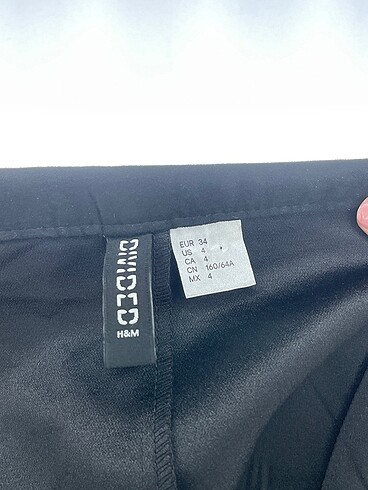 DIVIDED
H&M
EUR 34
US 4
CA 4
CN 160/64A
MX 4